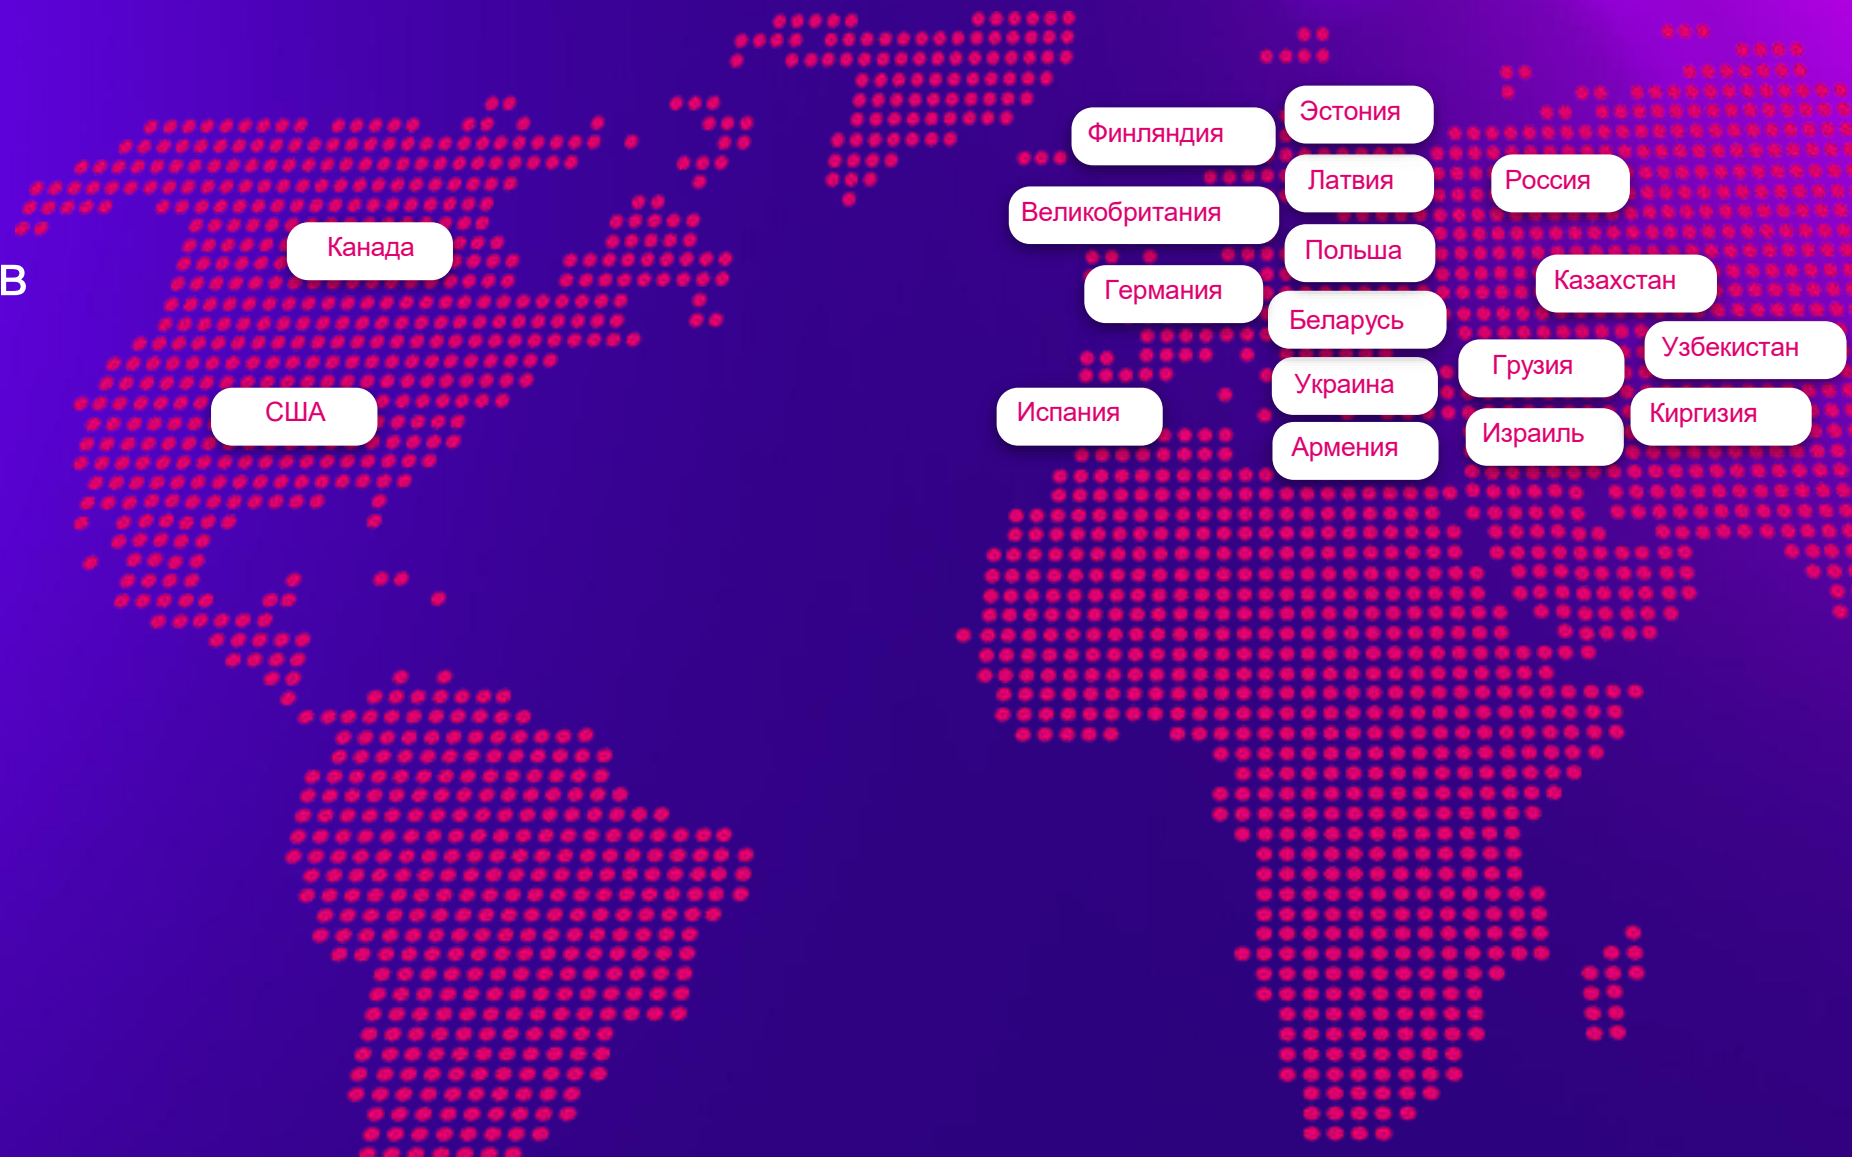 Эстония
Финляндия
Латвия
Россия
Великобритания
Канада
Польша
В
Казахстан
Германия
Беларусь
Узбекистан
Грузия
Украина
США
Испания
Киргизия
Израиль
Армения